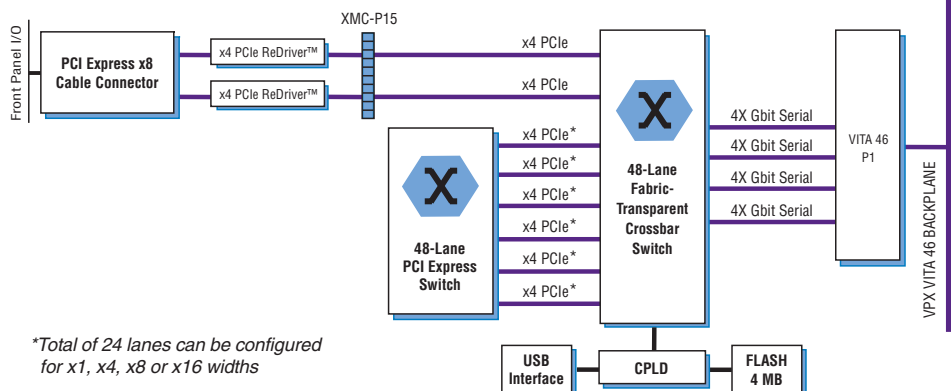 Front Panel I/O
PCI Express x8
Cable Connector
x4 PCIe ReDriver™
x4 PCIe ReDriver™
XMC-P15
x4 PCIe
x4 PCIe
X
48-Lane
PCI Express
Switch
x4 PCIe*
x4 PCIe*
x4 PCIe*
x4 PCIe*
x4 PCIe*
x4 PCIe*
X
48-Lane
Fabric-
Transparent
Crossbar
Switch
4X Gbit Serial
4X Gbit Serial
4X Gbit Serial
4X Gbit Serial
VITA 46
P1
VPX VITA 46 BACKPLANE
*Total of 24 lanes can be configured
for x1, x4, x8 or x16 widths
USB
Interface
CPLD
FLASH
4 MB